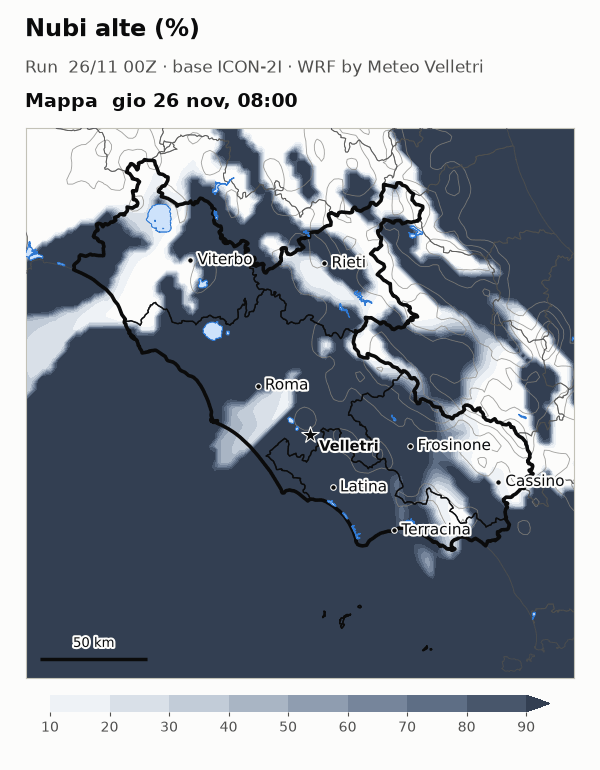 Nubi alte (%)
Run  26/11 00Z · base ICON-2I · WRF by Meteo Velletri
Mappa  gio 26 nov, 08:00
Viterbo
Rieti
Roma
Velletri
Frosinone
Latina
Cassino
Terracina
50 km
10 20 30 40 50 60 70 80 90